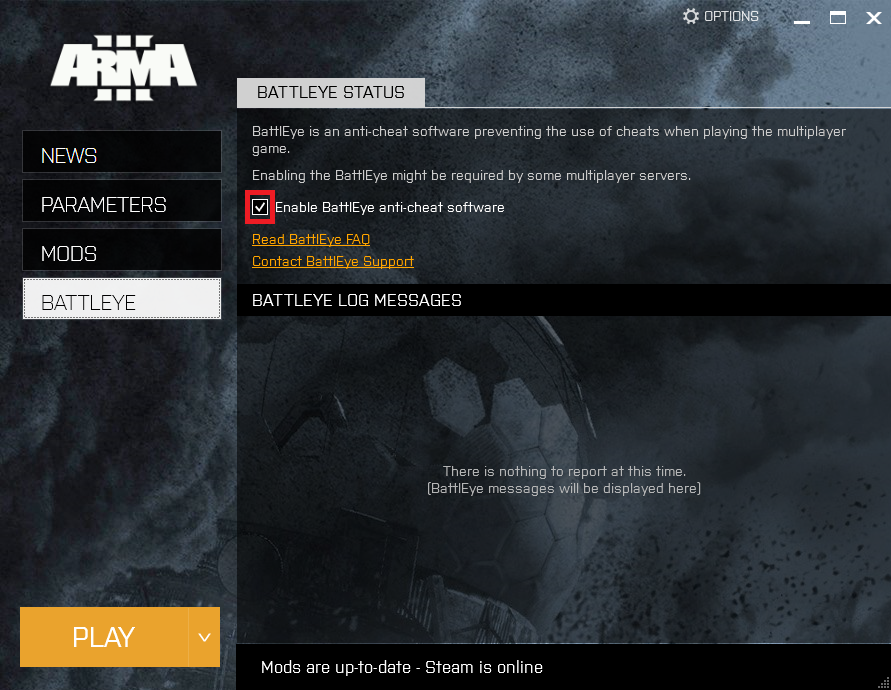 OPTIONS
ARMA
III
BATTLEYE STATUS
BattlEye is an anti-cheat software preventing the use of cheats when playing the multiplayer
game.
Enabling the BattlEye might be required by some multiplayer servers.
Enable BattlEye anti-cheat software
Read BattlEye FAQ
Contact BattlEye Support
NEWS
PARAMETERS
MODS
BATTLEYE
BATTLEYE LOG MESSAGES
There is nothing to report at this time.
(BattlEye messages will be displayed here)
PLAY
Mods are up-to-date - Steam is online